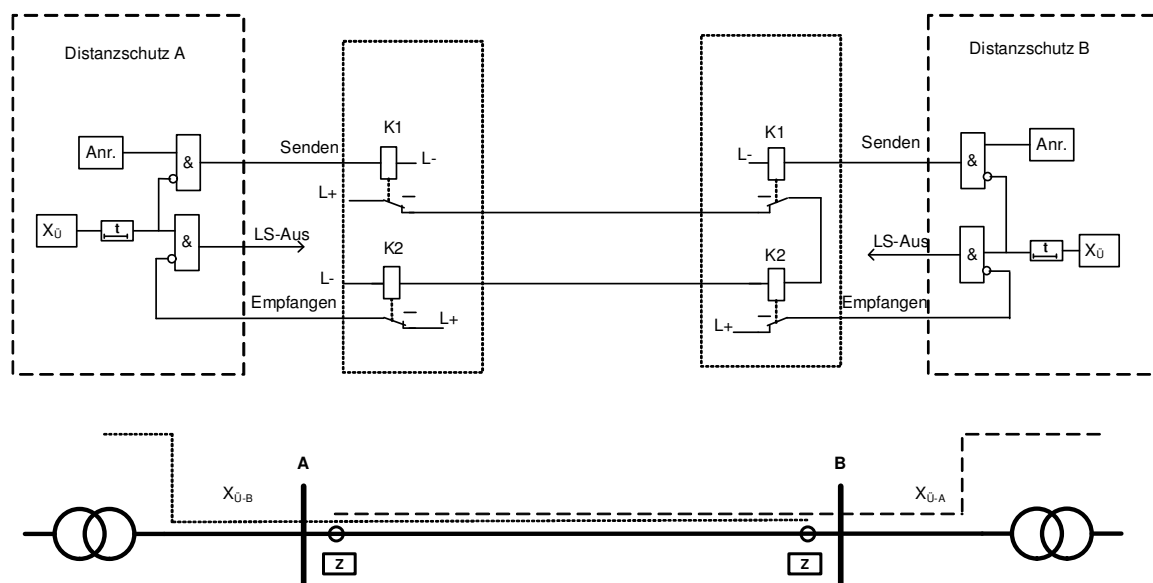 Distanzschutz A
Distanzschutz B
K1
K1
Anr.
&
Senden
L-
L-
Senden
&
Anr.
L+
XÜ
t
&
LS-Aus
K2
K2
LS-Aus
&
t
XÜ
L-
Empfangen
L+
L+
Empfangen
A
B
XÜ-B
XÜ-A
Z
Z